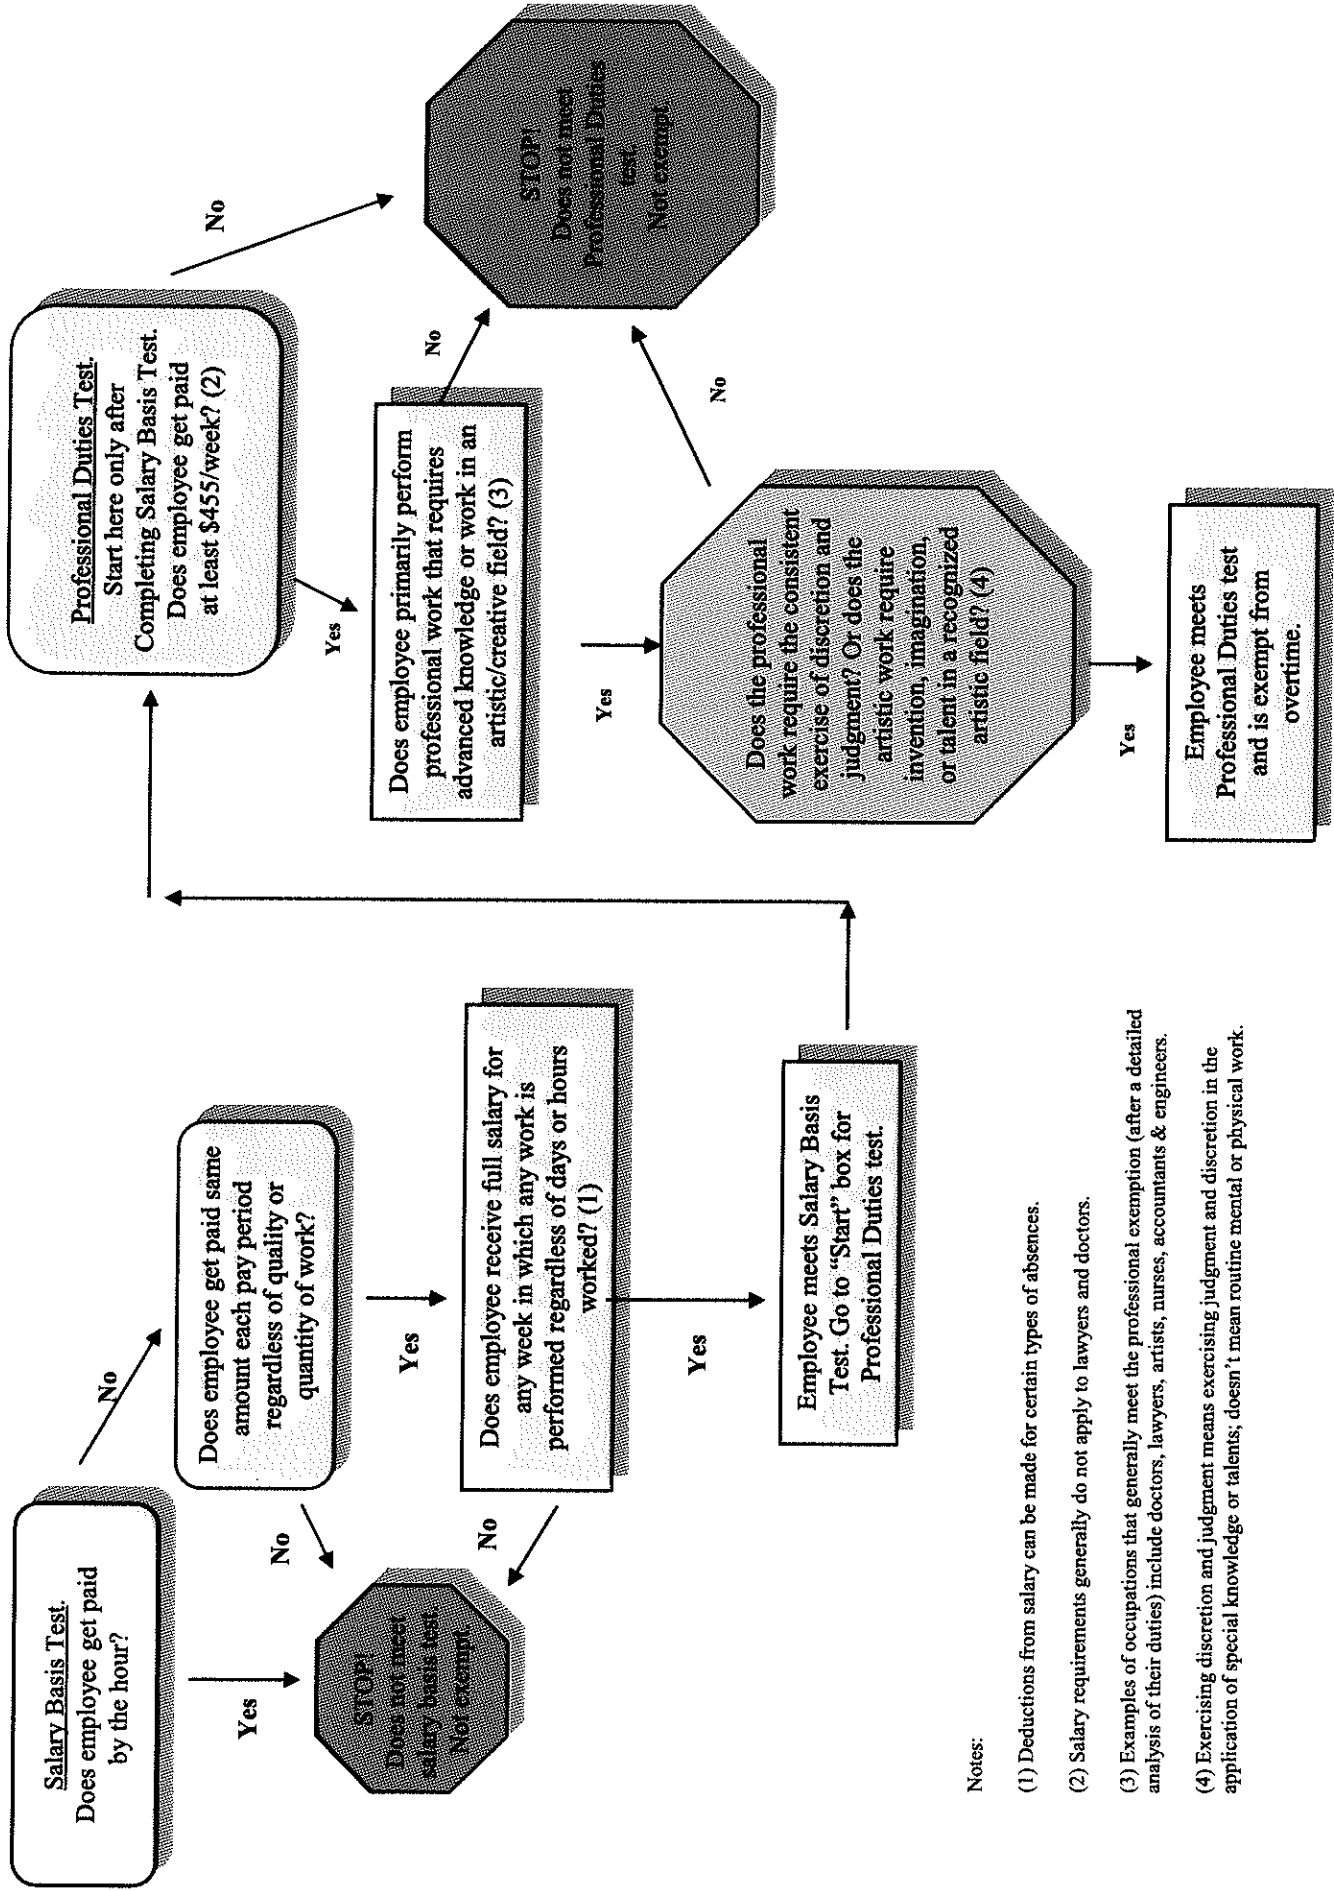 Salary Basis Test.
Does employee get paid
by the hour?
No
Yes
Does employee get paid same
amount each pay period
regardless of quality or
quantity of work?
No
Yes
STOP!
Does not meet
salary basis test.
Not exempt
Does employee receive full salary for
any week in which any work is
performed regardless of days or hours
worked? (1)
No
Yes
Employee meets Salary Basis
Test. Go to “Start” box for
Professional Duties test.
Professional Duties Test.
Start here only after
Completing Salary Basis Test.
Does employee get paid
at least $455/week? (2)
No
Yes
Does employee primarily perform
professional work that requires
advanced knowledge or work in an
artistic/creative field? (3)
No
Yes
STOP!
Does not meet
Professional Duties
test.
Not exempt
Does the professional
work require the consistent
exercise of discretion and
judgment? Or does the
artistic work require
invention, imagination,
or talent in a recognized
artistic field? (4)
No
Yes
Employee meets
Professional Duties test
and is exempt from
overtime.
Notes:
(1) Deductions from salary can be made for certain types of absences.
(2) Salary requirements generally do not apply to lawyers and doctors.
(3) Examples of occupations that generally meet the professional exemption (after a detailed
analysis of their duties) include doctors, lawyers, artists, nurses, accountants & engineers.
(4) Exercising discretion and judgment means exercising judgment and discretion in the
application of special knowledge or talents; doesn’t mean routine mental or physical work.